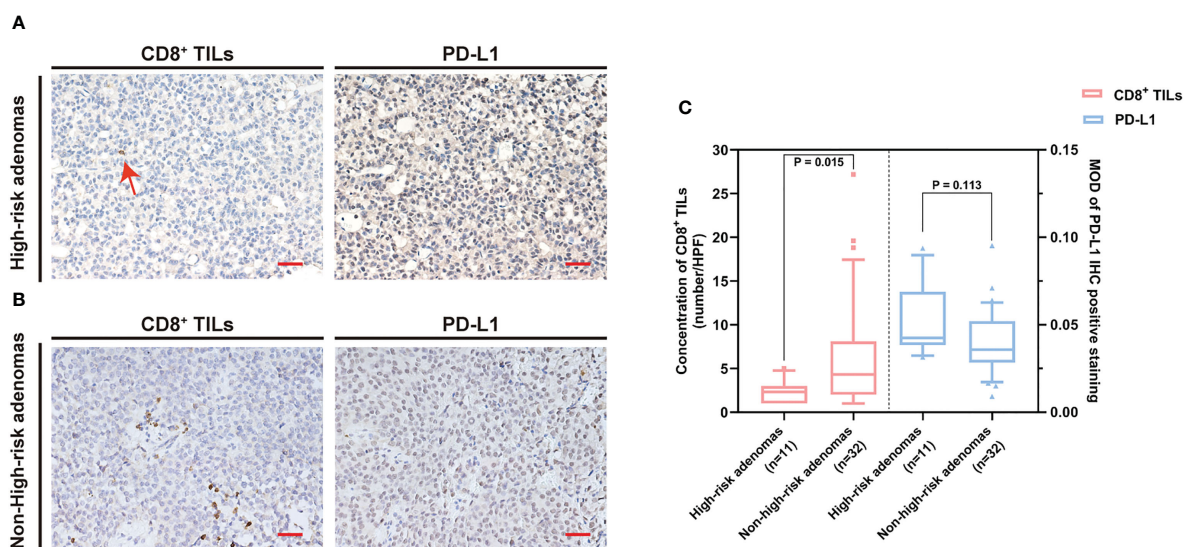 A
CD8⁺ TILs
PD-L1
High-risk adenomas
B
CD8⁺ TILs
PD-L1
Non-High-risk adenomas
C
CD8⁺ TILs
PD-L1
P = 0.015
P = 0.113
Concentration of CD8⁺ TILs
(number/HPF)
30
25
20
15
10
5
0
0.15
0.10
0.05
0.00
MOD of PD-L1 IHC positive staining
High-risk adenomas
(n=11)
Non-high-risk adenomas
(n=32)
High-risk adenomas
(n=11)
Non-high-risk adenomas
(n=32)